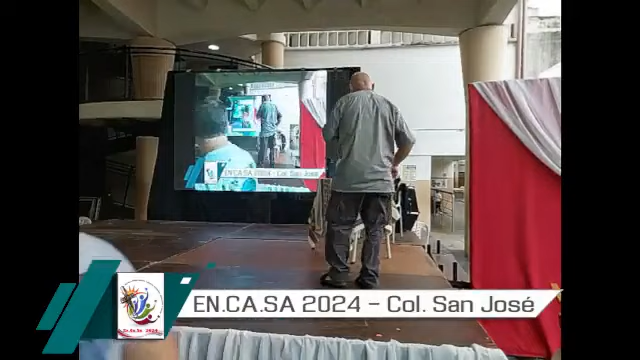 EN.CA.SA 2024 - Col. San José
EN.CA.SA 2024 – Col. San José